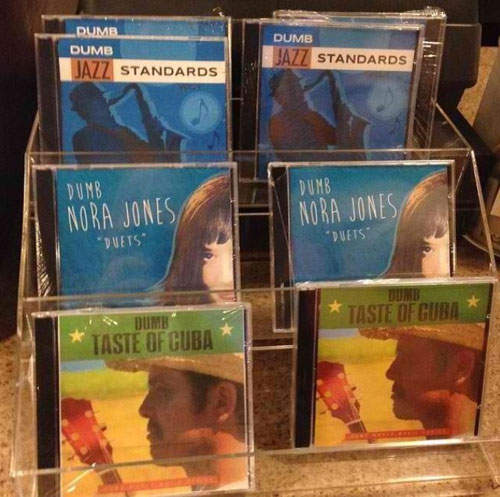 DUMB
DUMB
JAZZ STANDARDS
DUMB
JAZZ STANDARDS
DUMB
NORA JONES
"DUETS"
DUMB
NORA JONES
"DUETS"
DUMB
TASTE OF CUBA
DUMB
TASTE OF CUBA